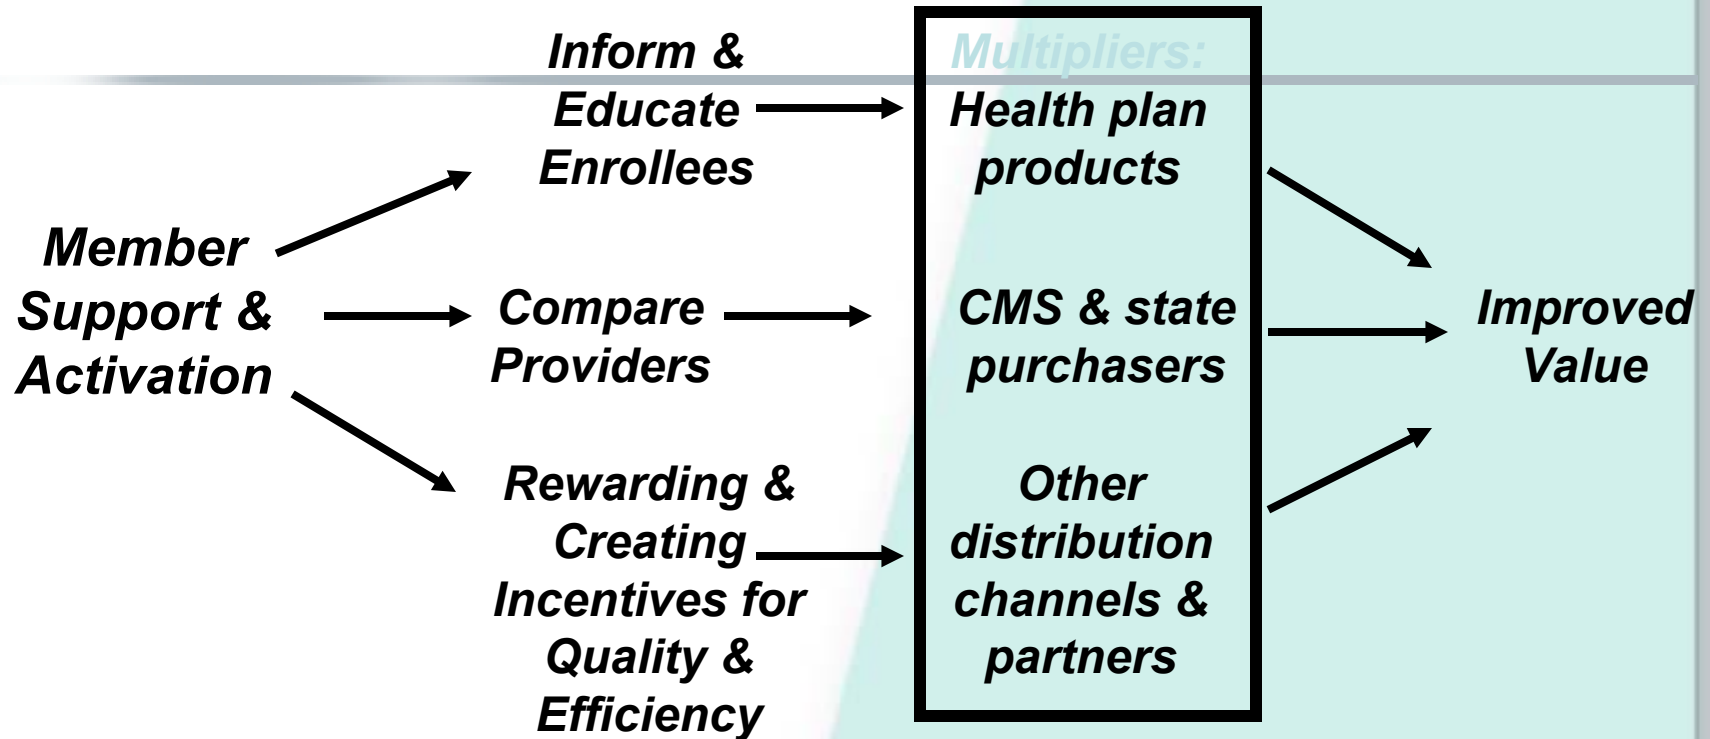 Member
Support &
Activation
Inform &
Educate
Enrollees
Compare
Providers
Rewarding &
Creating
Incentives for
Quality &
Efficiency
Multipliers:
Health plan
products
CMS & state
purchasers
Other
distribution
channels &
partners
Improved
Value